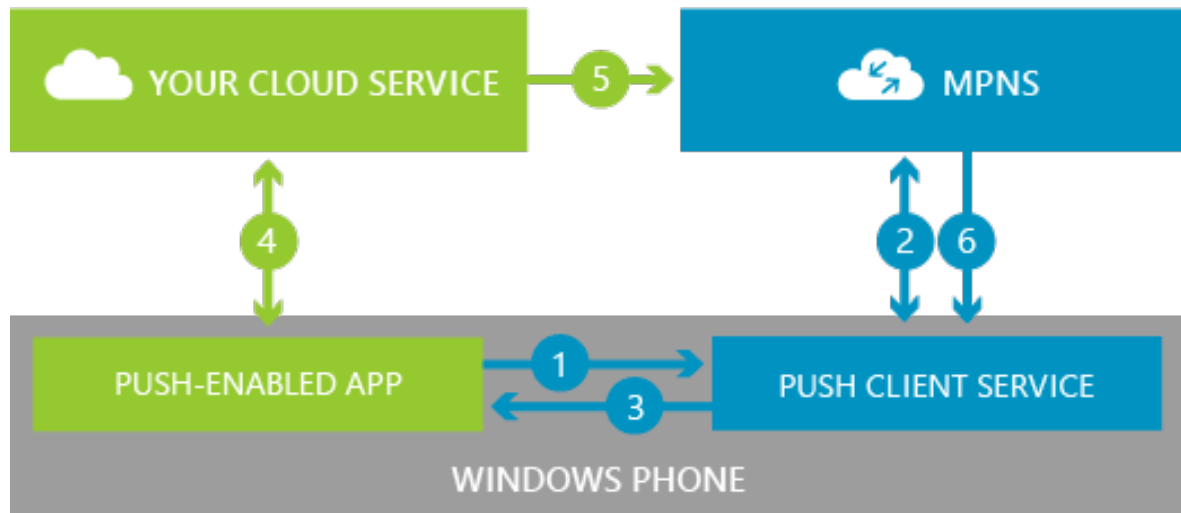 YOUR CLOUD SERVICE
5
MPNS
4
2
6
PUSH-ENABLED APP
1
3
PUSH CLIENT SERVICE
WINDOWS PHONE